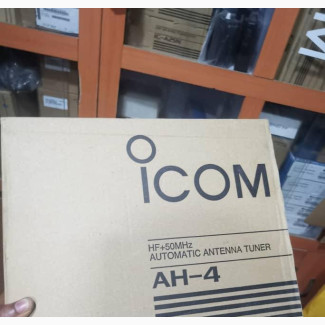 ICOM
HF+50MHz
AUTOMATIC ANTENNA TUNER
AH-4